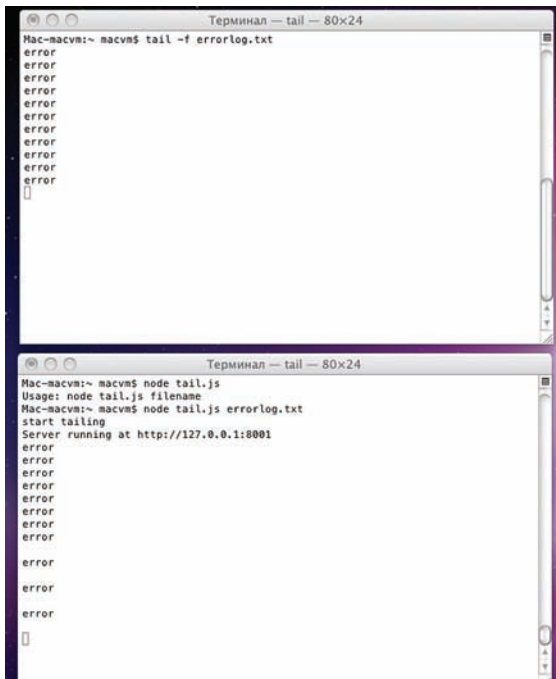 Терминал — tail — 80×24
Mac-macvm:~ macvm$ tail -f errorlog.txt
error
error
error
error
error
error
error
error
error
error
error
Терминал — tail — 80×24
Mac-macvm:~ macvm$ node tail.js
Usage: node tail.js filename
Mac-macvm:~ macvm$ node tail.js errorlog.txt
start tailing
Server running at http://127.0.0.1:8001
error
error
error
error
error
error
error
error
error
error
error